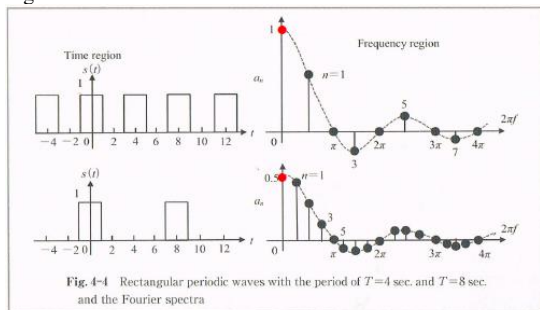 Time region
s(t)
1
-4 -2 0 2 4 6 8 10 12 t
Frequency region
1
aₙ
n=1
0 π 2π 3π 4π 2πf
3
5
7
s(t)
1
-4 -2 0 2 4 6 8 10 12 t
0.5
aₙ
n=1
3
5
0 π 2π 3π 4π 2πf
Fig. 4-4 Rectangular periodic waves with the period of T=4 sec. and T=8 sec.
and the Fourier spectra